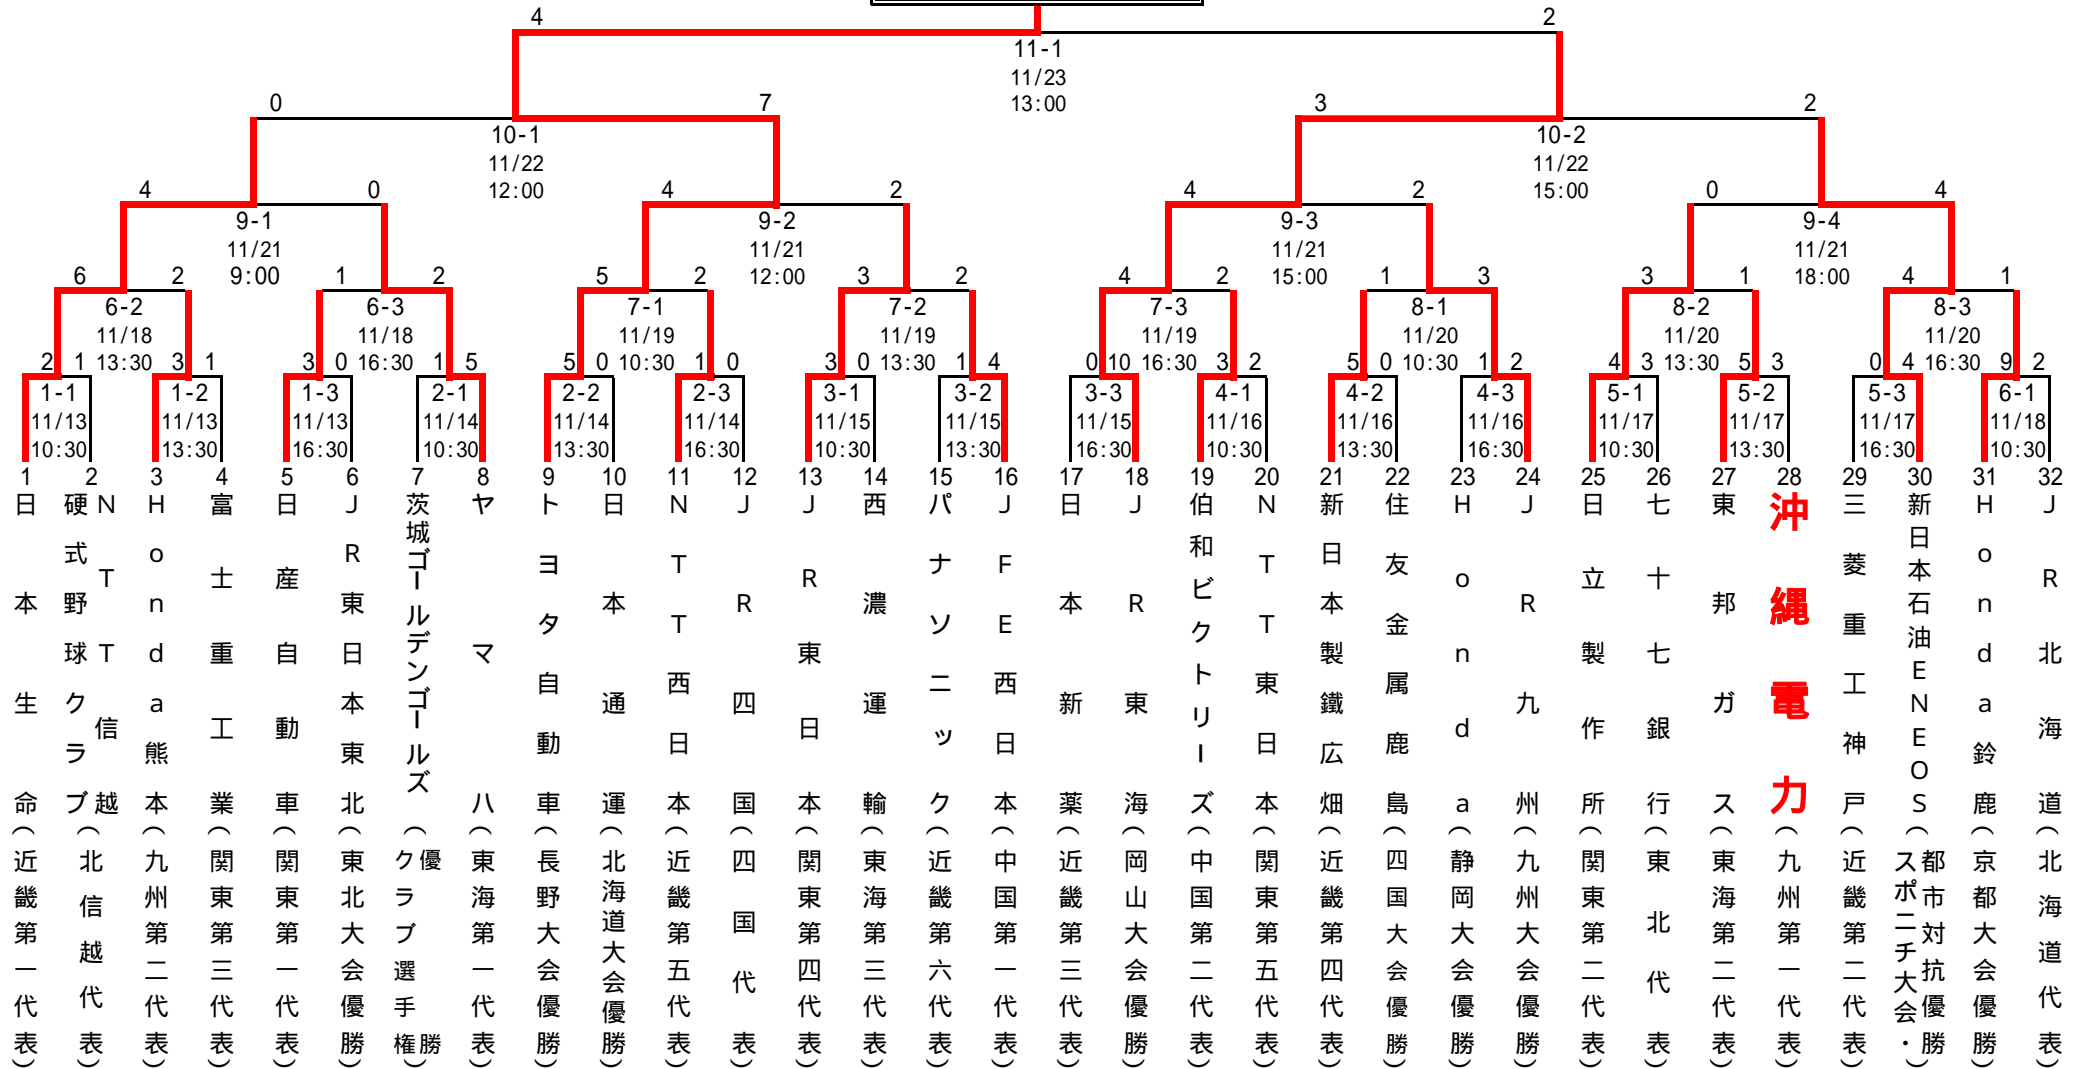 4 2
11-1
11/23
13:00
0 7 3 2
10-1 10-2
11/22 11/22
12:00 15:00
4 0 4 2 4 2 0 4
9-1 9-2 9-3 9-4
11/21 11/21 11/21 11/21
9:00 12:00 15:00 18:00
6 2 1 2 5 2 3 2 4 2 1 3 3 1 4 1
6-2 6-3 7-1 7-2 7-3 8-1 8-2 8-3
11/18 11/18 11/19 11/19 11/19 11/20 11/20 11/20
13:30 16:30 10:30 13:30 16:30 10:30 13:30 16:30
2 1 3 1 3 0 1 5 5 0 1 0 3 0 1 4 0 10 3 2 5 0 1 2 4 3 5 3 0 4 9 2
1-1 1-2 1-3 2-1 2-2 2-3 3-1 3-2 3-3 4-1 4-2 4-3 5-1 5-2 5-3 6-1
11/13 11/13 11/13 11/14 11/14 11/14 11/15 11/15 11/15 11/16 11/16 11/16 11/17 11/17 11/17 11/18
10:30 13:30 16:30 10:30 13:30 16:30 10:30 13:30 16:30 10:30 13:30 16:30 10:30 13:30 16:30 10:30
1 2 3 4 5 6 7 8 9 10 11 12 13 14 15 16 17 18 19 20 21 22 23 24 25 26 27 28 29 30 31 32
日本生命(近畿第一代表)
NTT信越
硬式野球クラブ
(北信越代表)
Honda熊本(九州第二代表)
富士重工業(関東第三代表)
日産自動車(関東第一代表)
JR東日本東北(東北大会優勝)
茨城ゴールデンゴールズ
(クラブ選手権
優勝)
ヤマハ(東海第一代表)
トヨタ自動車(長野大会優勝)
日本通運(北海道大会優勝)
NTT西日本(近畿第五代表)
JR四国(四国代表)
JR東日本(関東第四代表)
西濃運輸(東海第三代表)
パナソニック(近畿第六代表)
JFE西日本(中国第一代表)
日本新薬(近畿第三代表)
JR東海(岡山大会優勝)
伯和ビクトリーズ(中国第二代表)
NTT東日本(関東第五代表)
新日本製鐵広畑(近畿第四代表)
住友金属鹿島(四国大会優勝)
Honda(静岡大会優勝)
JR九州(九州大会優勝)
日立製作所(関東第二代表)
七十七銀行(東北代表)
東邦ガス(東海第二代表)
沖縄電力(九州第一代表)
三菱重工神戸(近畿第二代表)
新日本石油ENEOS
(都市対抗優勝
スポニチ大会・)
Honda鈴鹿(京都大会優勝)
JR北海道(北海道代表)